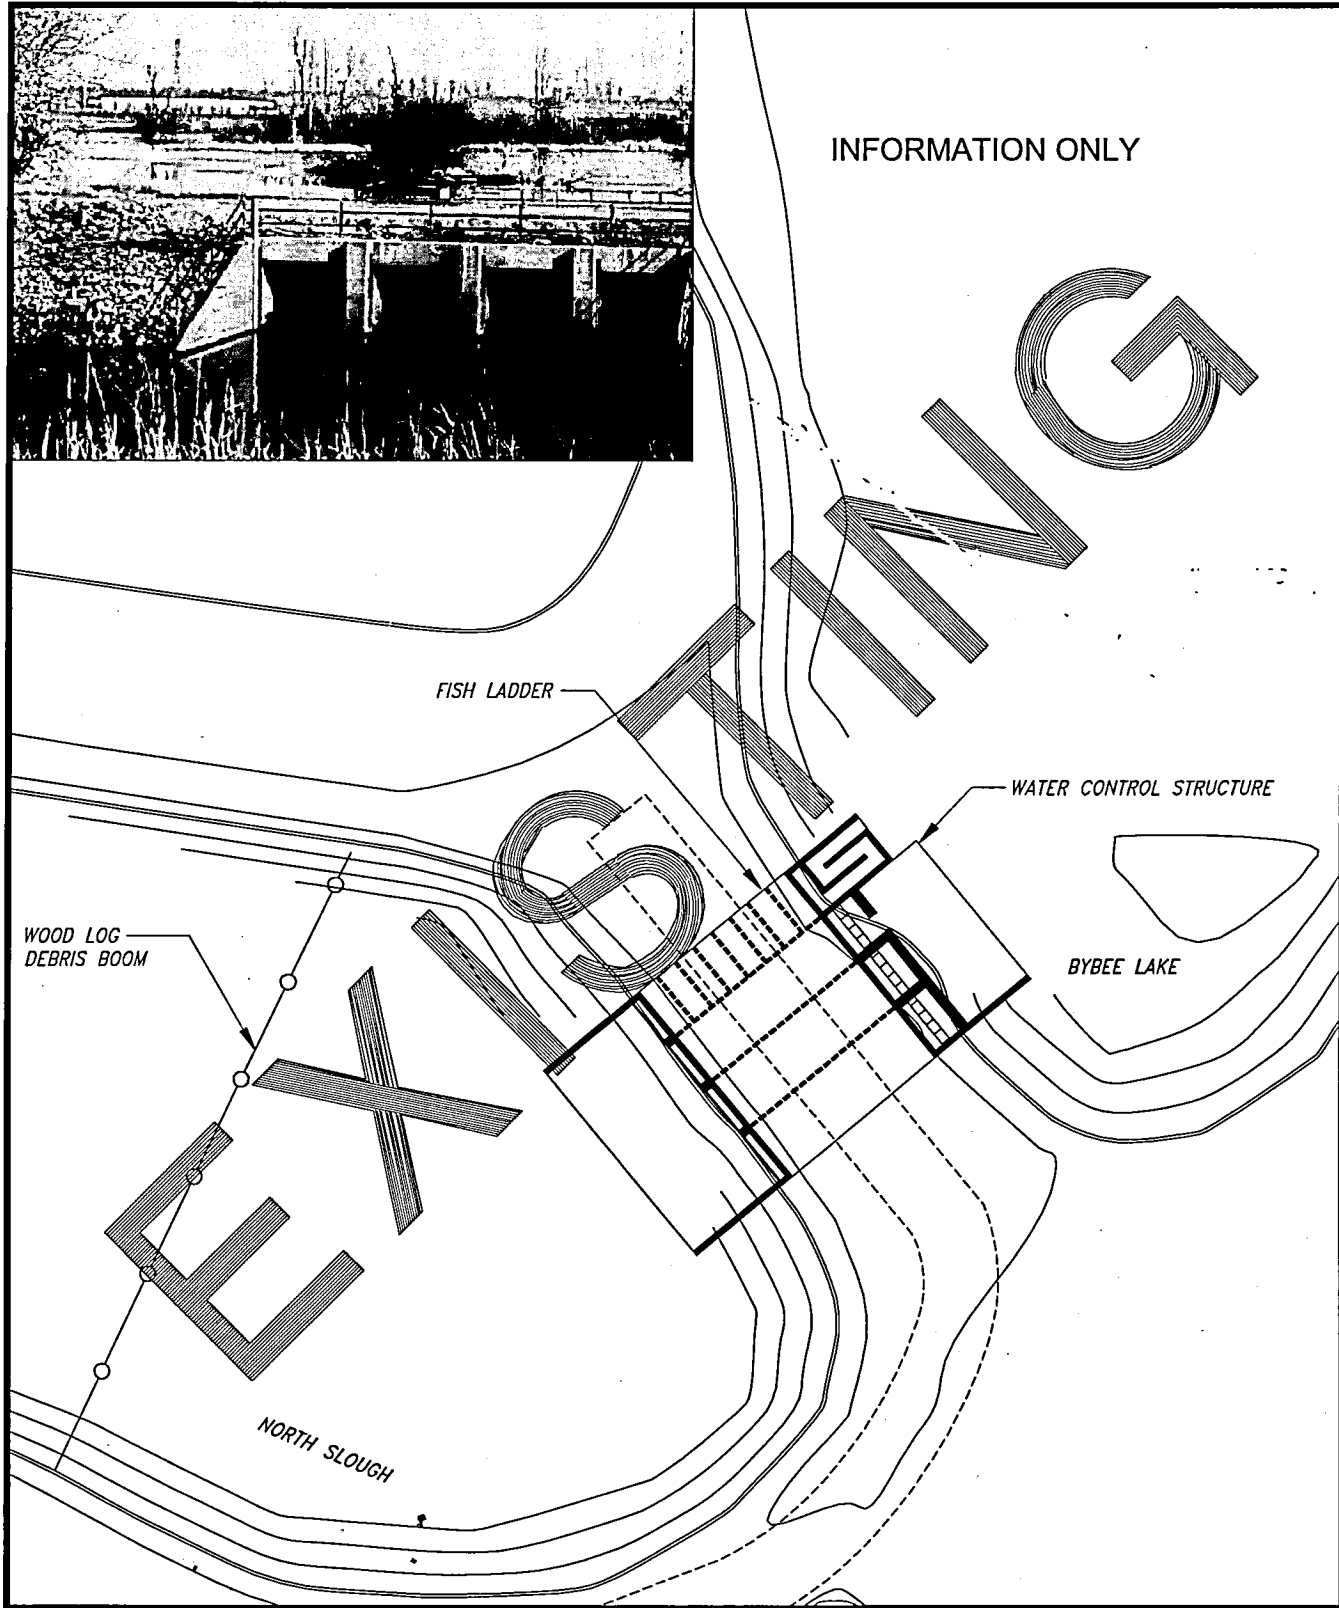 INFORMATION ONLY
EXISTING
FISH LADDER
WATER CONTROL STRUCTURE
WOOD LOG
DEBRIS BOOM
BYBEE LAKE
NORTH SLOUGH